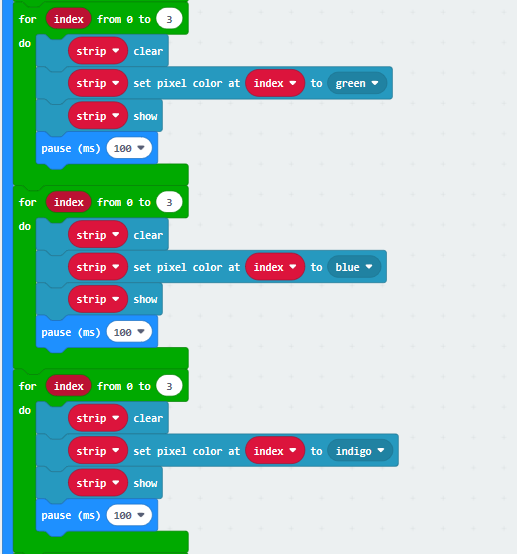 for index from 0 to 3
do
strip clear
strip set pixel color at index to green
strip show
pause (ms) 100
for index from 0 to 3
do
strip clear
strip set pixel color at index to blue
strip show
pause (ms) 100
for index from 0 to 3
do
strip clear
strip set pixel color at index to indigo
strip show
pause (ms) 100